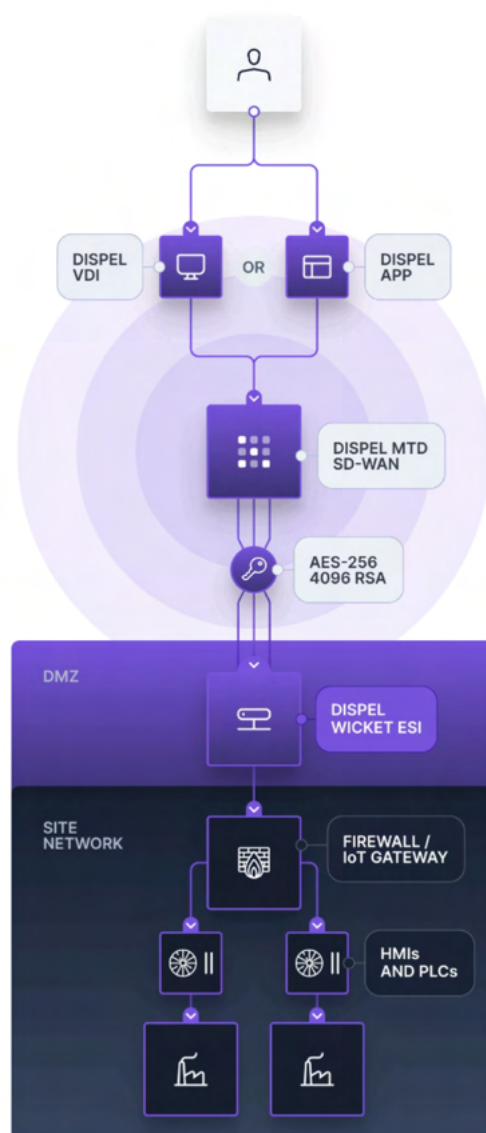 DISPEL
VDI
OR
DISPEL
APP
DISPEL MTD
SD-WAN
AES-256
4096 RSA
DMZ
DISPEL
WICKET ESI
SITE
NETWORK
FIREWALL /
IoT GATEWAY
HMIs
AND PLCs